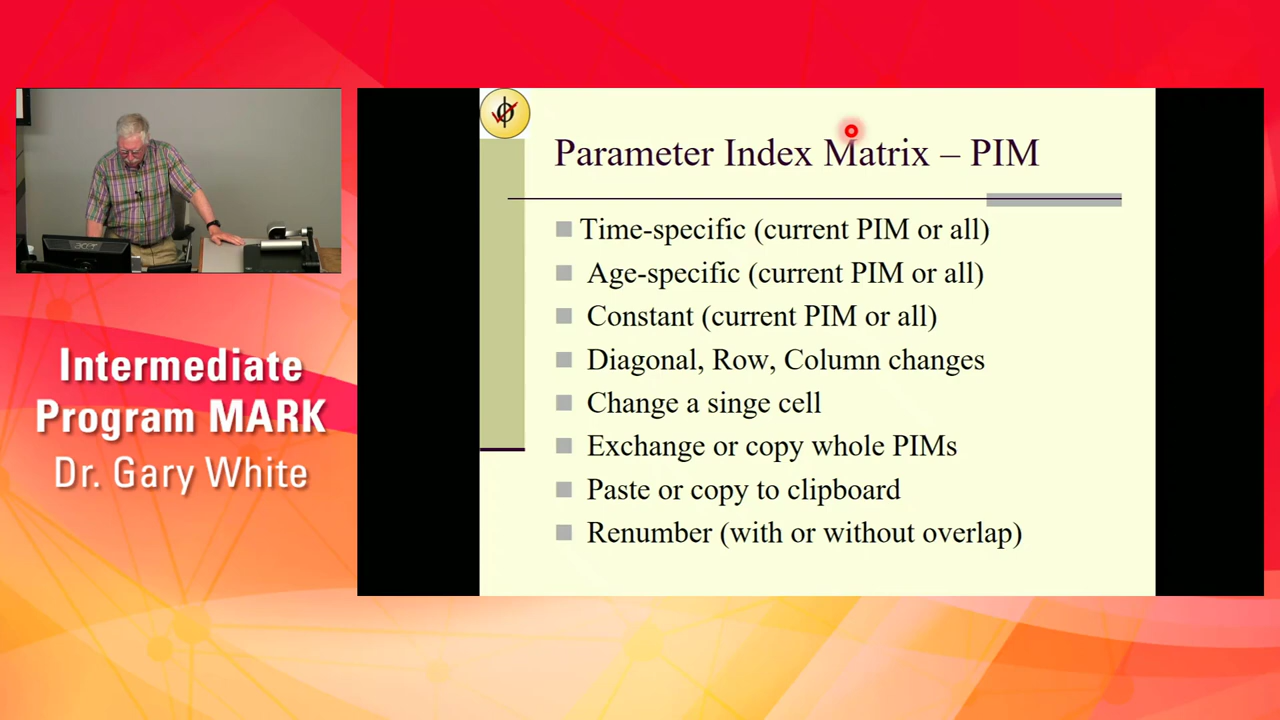 Parameter Index Matrix – PIM
Time-specific (current PIM or all)
Age-specific (current PIM or all)
Constant (current PIM or all)
Diagonal, Row, Column changes
Change a singe cell
Exchange or copy whole PIMs
Paste or copy to clipboard
Renumber (with or without overlap)
Intermediate
Program MARK
Dr. Gary White
acer